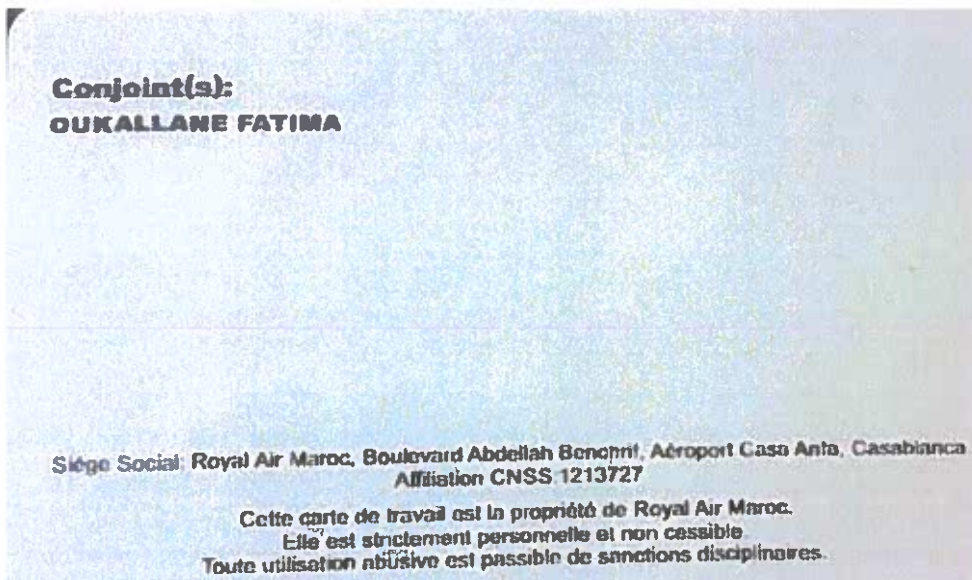 Conjoint(s):
OUKALLANE FATIMA
Siége Social: Royal Air Maroc, Boulevard Abdellah Benchrif, Aéroport Casa Anfa, Casablanca
Affiliation CNSS 1213727
Cette carte de travail est la propriété de Royal Air Maroc.
Elle est strictement personnelle et non cessible
Toute utilisation abusive est passible de sanctions disciplinaires.